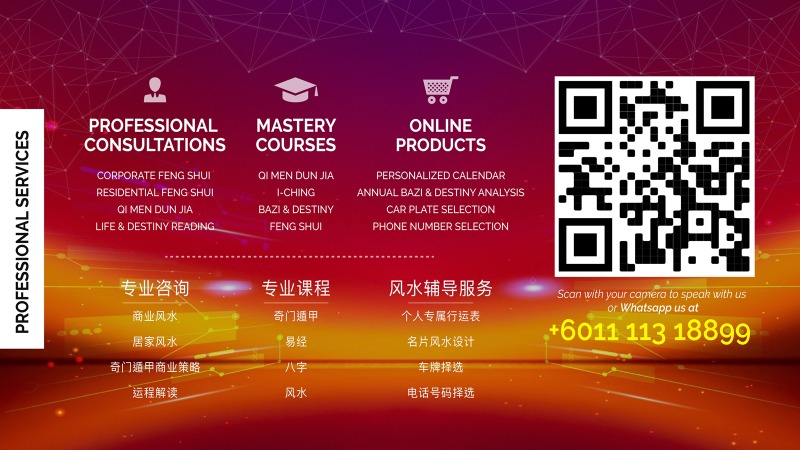 PROFESSIONAL SERVICES
PROFESSIONAL
CONSULTATIONS
CORPORATE FENG SHUI
RESIDENTIAL FENG SHUI
QI MEN DUN JIA
LIFE & DESTINY READING
MASTERY
COURSES
QI MEN DUN JIA
I-CHING
BAZI & DESTINY
FENG SHUI
ONLINE
PRODUCTS
PERSONALIZED CALENDAR
ANNUAL BAZI & DESTINY ANALYSIS
CAR PLATE SELECTION
PHONE NUMBER SELECTION
专业咨询
商业风水
居家风水
奇门遁甲商业策略
运程解读
专业课程
奇门遁甲
易经
八字
风水
风水辅导服务
个人专属行运表
名片风水设计
车牌择选
电话号码择选
Scan with your camera to speak with us
or Whatsapp us at
+6011 113 18899